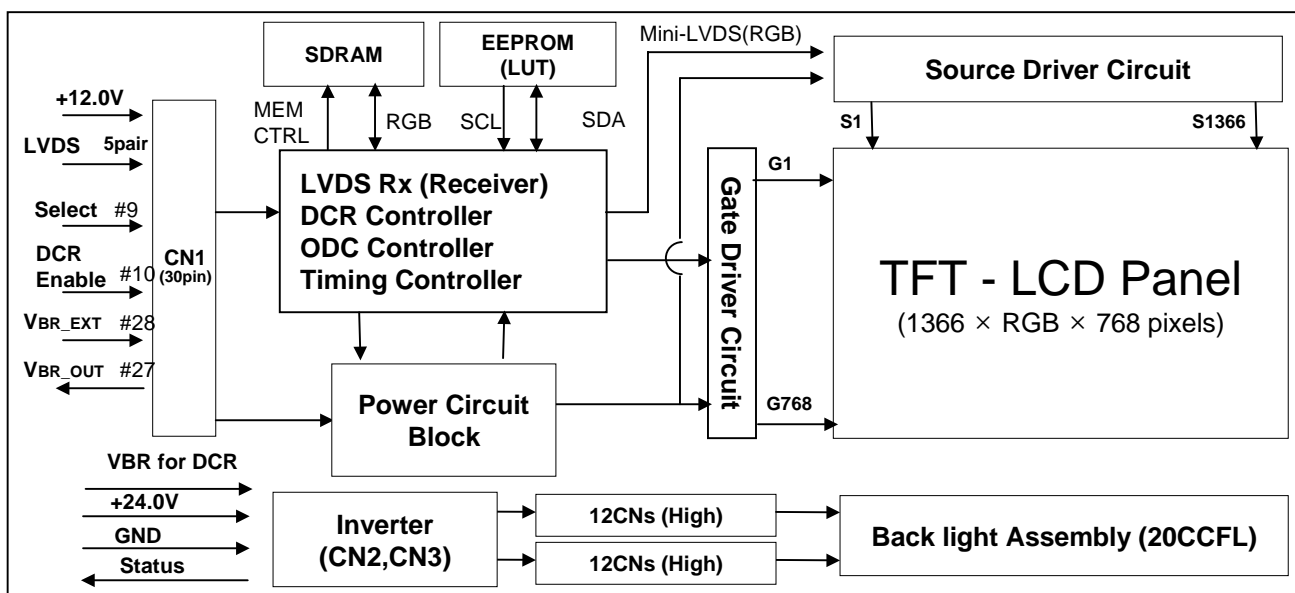 +12.0V
LVDS 5pair
Select #9
DCR
Enable #10
VBR_EXT #28
VBR_OUT #27
CN1
(30pin)
SDRAM
EEPROM
(LUT)
MEM
CTRL
RGB
SCL
SDA
Mini-LVDS(RGB)
Source Driver Circuit
S1
S1366
LVDS Rx (Receiver)
DCR Controller
ODC Controller
Timing Controller
Gate Driver Circuit
G1
G768
TFT - LCD Panel
(1366 × RGB × 768 pixels)
Power Circuit
Block
VBR for DCR
+24.0V
GND
Status
Inverter
(CN2,CN3)
12CNs (High)
12CNs (High)
Back light Assembly (20CCFL)